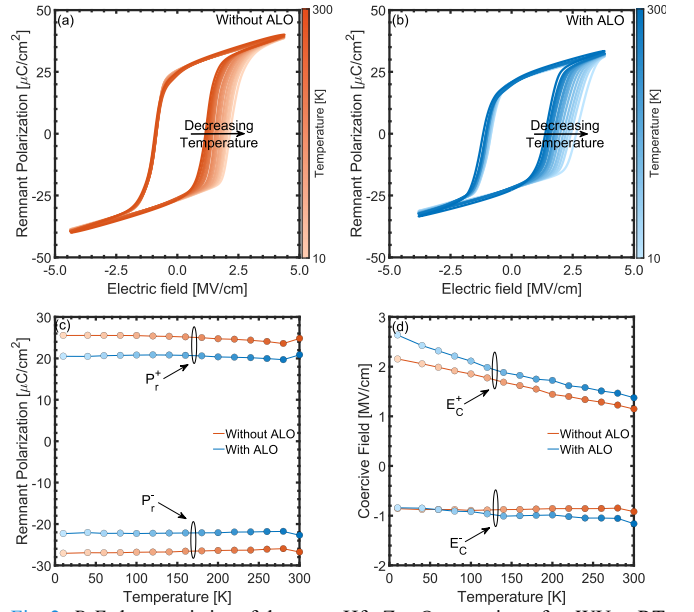 (a) Without ALO
Remnant Polarization [μC/cm²]
50
25
0
-25
-50
-5.0 -2.5 0.0 2.5 5.0
Electric field [MV/cm]
Decreasing
Temperature
300
Temperature [K]
10
(b) With ALO
Remnant Polarization [μC/cm²]
50
25
0
-25
-50
-5.0 -2.5 0.0 2.5 5.0
Electric field [MV/cm]
Decreasing
Temperature
300
Temperature [K]
10
(c)
Remnant Polarization [μC/cm²]
30
20
10
0
-10
-20
-30
0 50 100 150 200 250 300
Temperature [K]
P_r^+
Without ALO
With ALO
P_r^-
(d)
Coercive Field [MV/cm]
3
2
1
0
-1
-2
0 50 100 150 200 250 300
Temperature [K]
E_C^+
Without ALO
With ALO
E_C^-